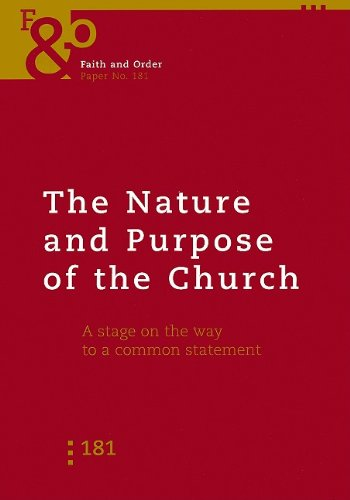 F&O
Faith and Order
Paper No. 181
The Nature
and Purpose
of the Church
A stage on the way
to a common statement
181